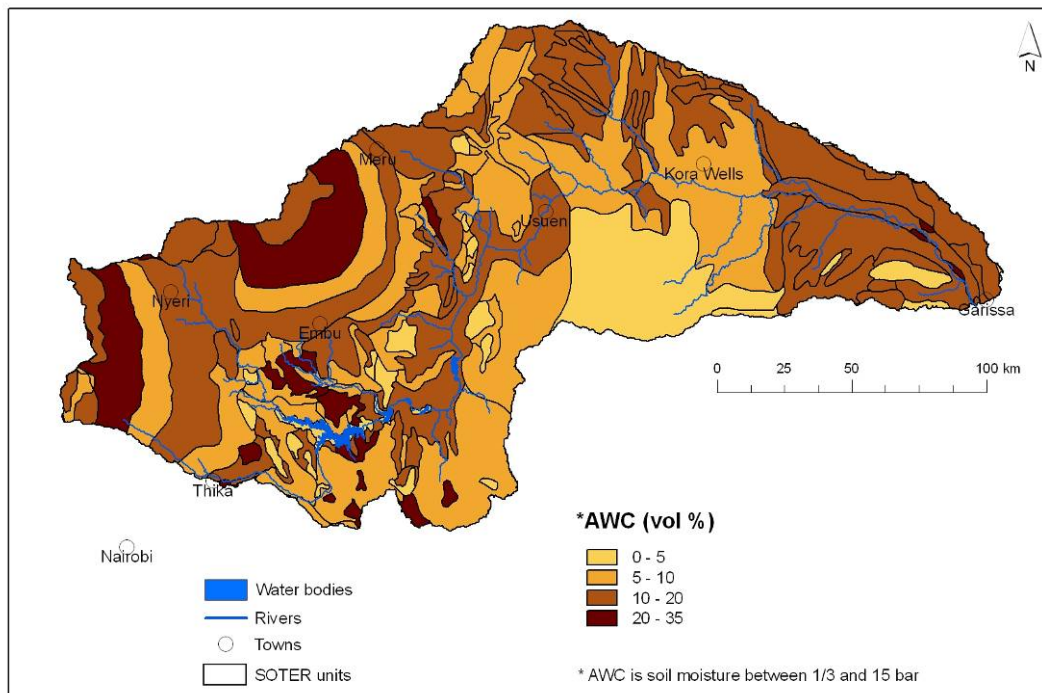 N
Meru
Kora Wells
Usuen
Nyeri
Garissa
Embu
0 25 50 100 km
Thika
Nairobi
*AWC (vol %)
0 - 5
5 - 10
10 - 20
20 - 35
Water bodies
Rivers
Towns
SOTER units
* AWC is soil moisture between 1/3 and 15 bar